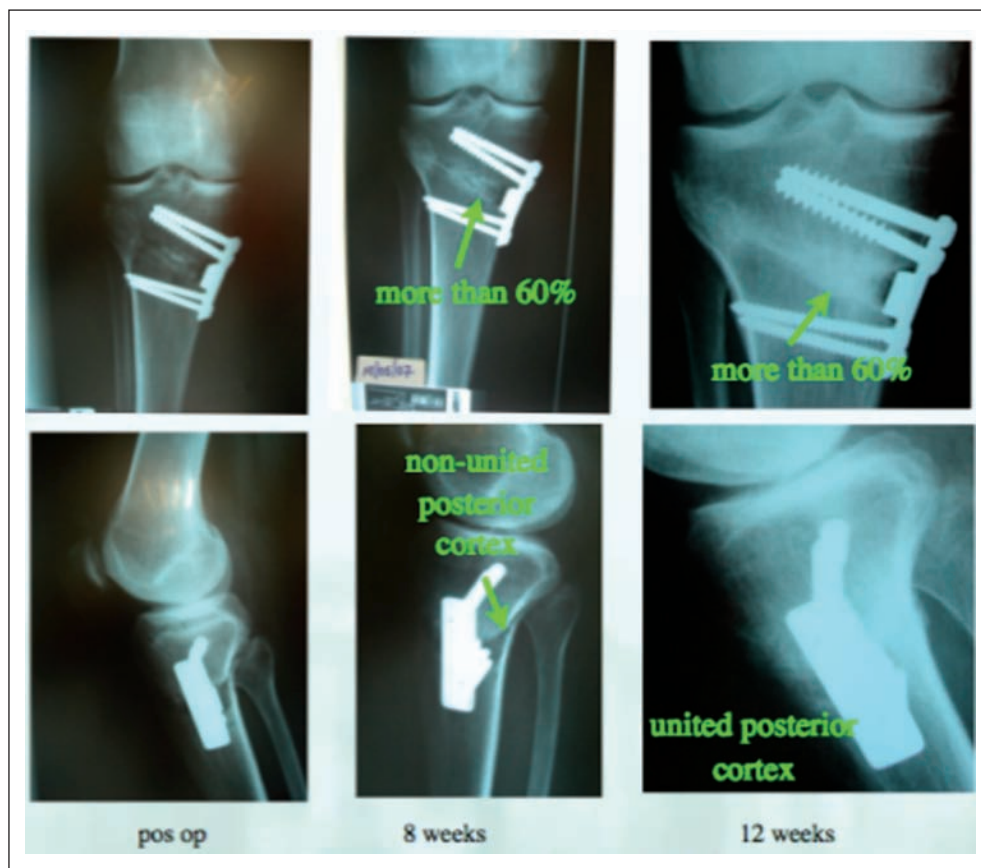 more than 60%
more than 60%
non-united
posterior
cortex
united posterior
cortex
pos op
8 weeks
12 weeks